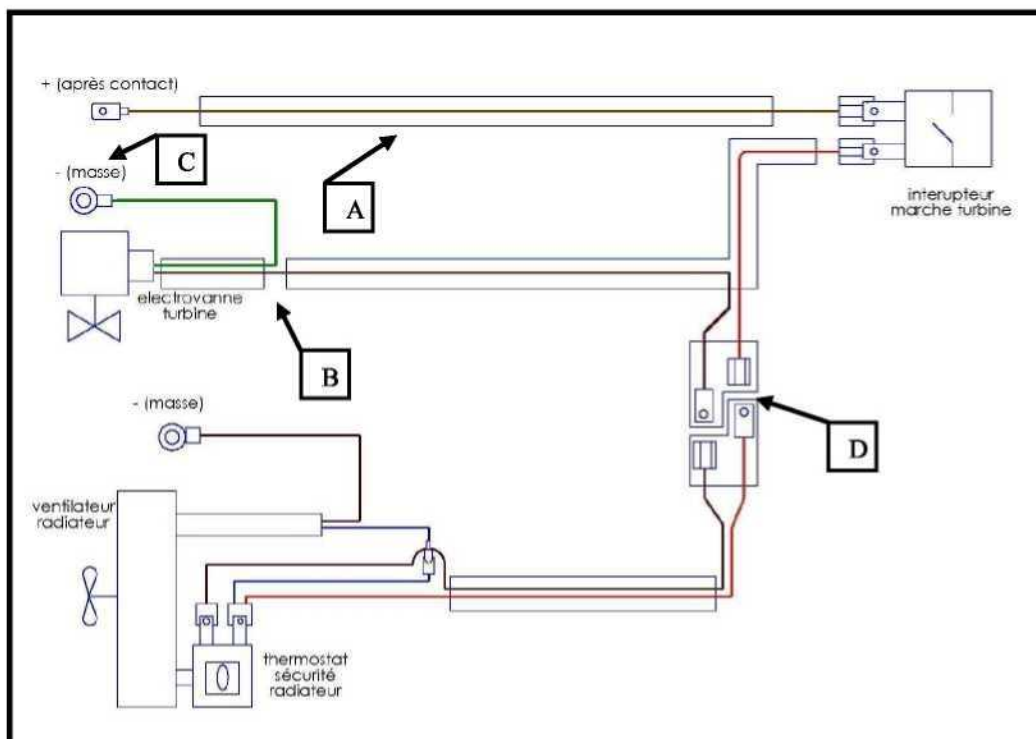 + (après contact)
C
- (masse)
A
interupteur
marche turbine
electrovanne
turbine
B
- (masse)
D
ventilateur
radiateur
thermostat
sécurité
radiateur